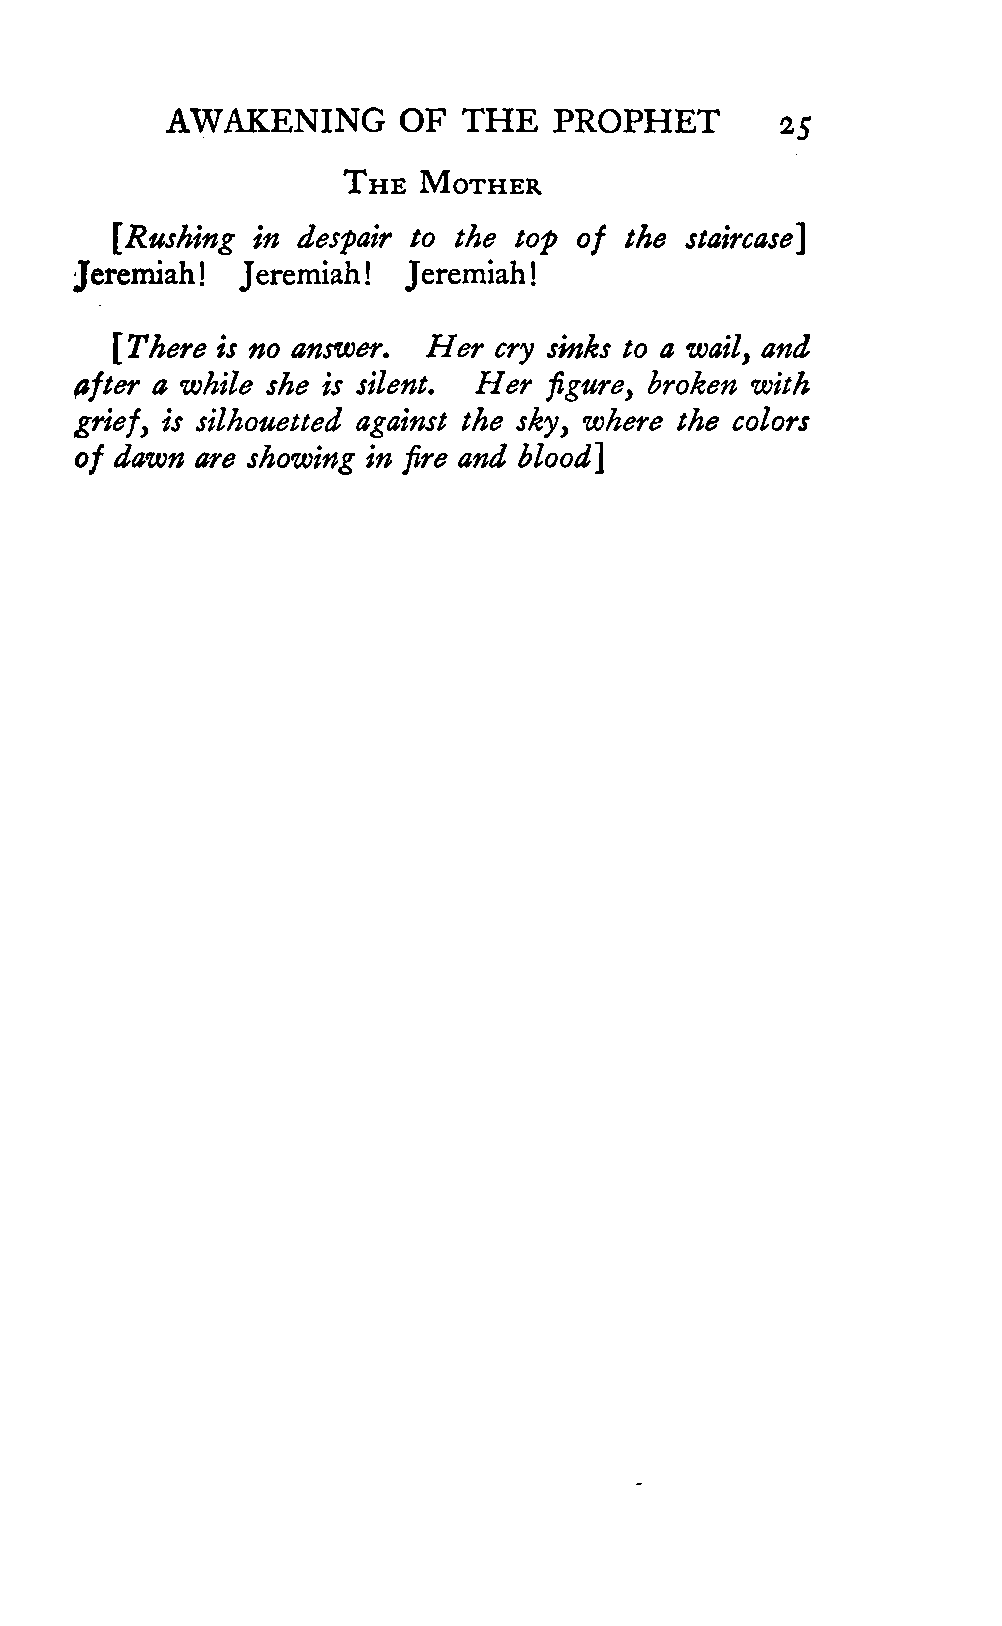 AWAKENING OF THE PROPHET 25
THE MOTHER
[Rushing in despair to the top of the staircase]
Jeremiah! Jeremiah! Jeremiah!
[There is no answer. Her cry sinks to a wail, and
after a while she is silent. Her figure, broken with
grief, is silhouetted against the sky, where the colors
of dawn are showing in fire and blood]